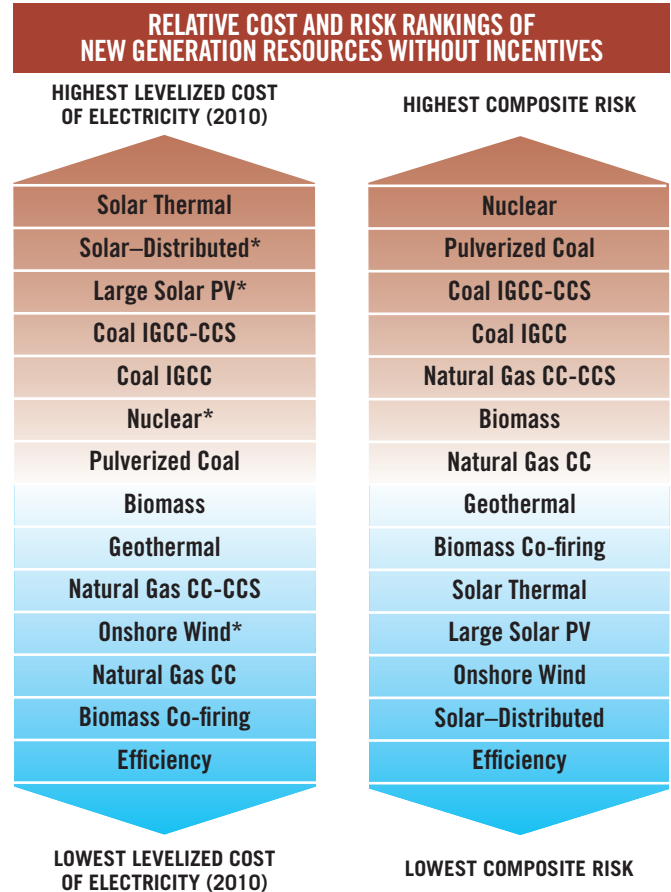 RELATIVE COST AND RISK RANKINGS OF
NEW GENERATION RESOURCES WITHOUT INCENTIVES
HIGHEST LEVELIZED COST
OF ELECTRICITY (2010)
Solar Thermal
Solar–Distributed*
Large Solar PV*
Coal IGCC-CCS
Coal IGCC
Nuclear*
Pulverized Coal
Biomass
Geothermal
Natural Gas CC-CCS
Onshore Wind*
Natural Gas CC
Biomass Co-firing
Efficiency
LOWEST LEVELIZED COST
OF ELECTRICITY (2010)
HIGHEST COMPOSITE RISK
Nuclear
Pulverized Coal
Coal IGCC-CCS
Coal IGCC
Natural Gas CC-CCS
Biomass
Natural Gas CC
Geothermal
Biomass Co-firing
Solar Thermal
Large Solar PV
Onshore Wind
Solar–Distributed
Efficiency
LOWEST COMPOSITE RISK